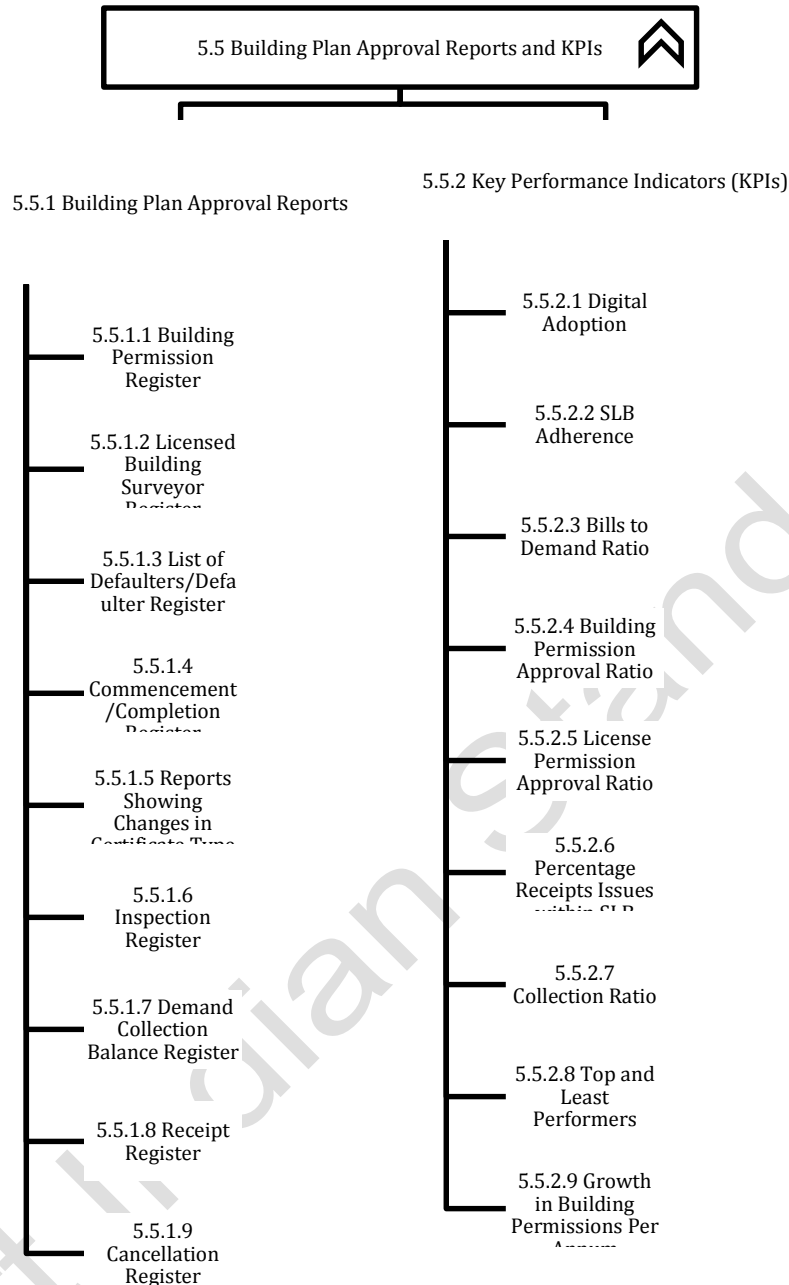 5.5 Building Plan Approval Reports and KPIs
5.5.1 Building Plan Approval Reports
5.5.1.1 Building
Permission
Register
5.5.1.2 Licensed
Building
Surveyor
Register
5.5.1.3 List of
Defaulters/Defa
ulter Register
5.5.1.4
Commencement
/Completion
Register
5.5.1.5 Reports
Showing
Changes in
Certificate Type
5.5.1.6
Inspection
Register
5.5.1.7 Demand
Collection
Balance Register
5.5.1.8 Receipt
Register
5.5.1.9
Cancellation
Register
5.5.2 Key Performance Indicators (KPIs)
5.5.2.1 Digital
Adoption
5.5.2.2 SLB
Adherence
5.5.2.3 Bills to
Demand Ratio
5.5.2.4 Building
Permission
Approval Ratio
5.5.2.5 License
Permission
Approval Ratio
5.5.2.6
Percentage
Receipts Issues
within SLB
5.5.2.7
Collection Ratio
5.5.2.8 Top and
Least
Performers
5.5.2.9 Growth
in Building
Permissions Per
Annum